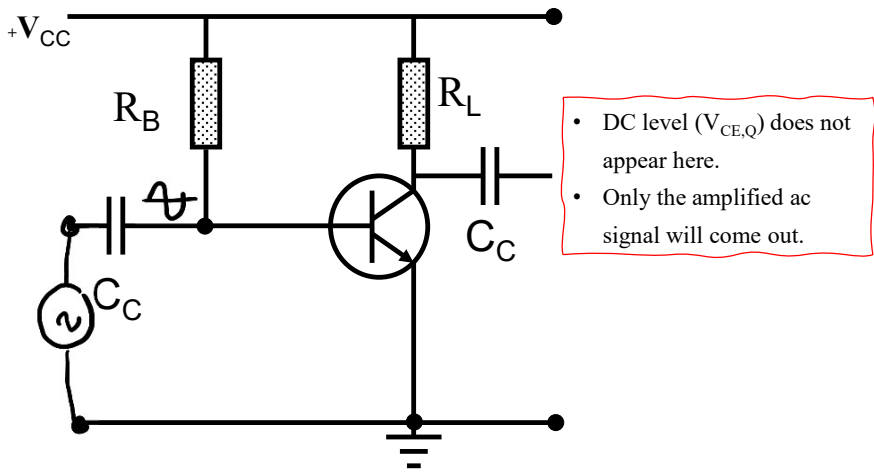 +VCC
RB
RL
• DC level (VCE,Q) does not
appear here.
• Only the amplified ac
signal will come out.
CC
CC